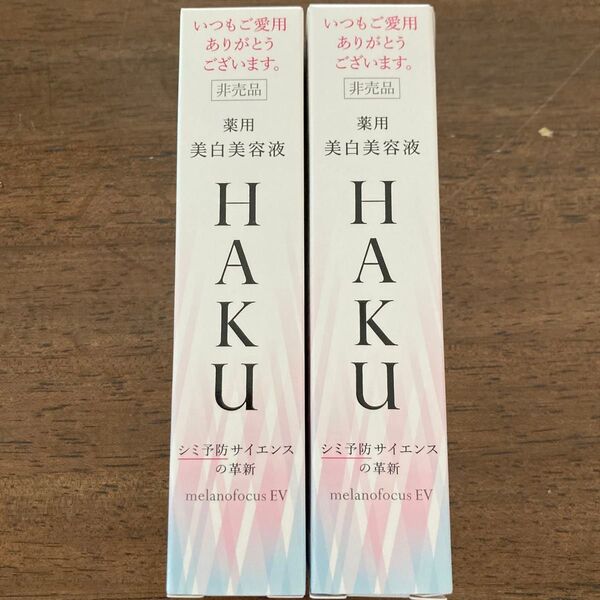 いつもご愛用
ありがとう
ございます。
非売品
薬用
美白美容液
HAKU
シミ予防サイエンス
の革新
melanofocus EV
いつもご愛用
ありがとう
ございます。
非売品
薬用
美白美容液
HAKU
シミ予防サイエンス
の革新
melanofocus EV